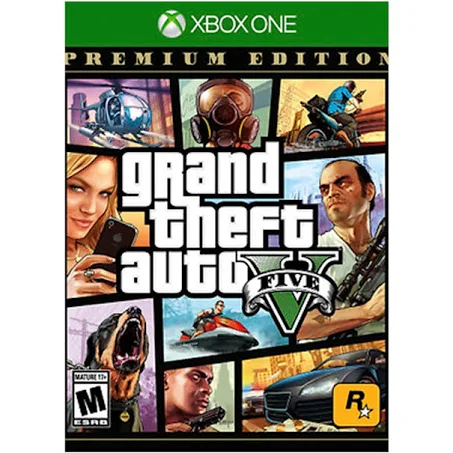 XBOX ONE
PREMIUM EDITION
grand
theft
auto
V
FIVE
MATURE 17+
M
ESRB
R